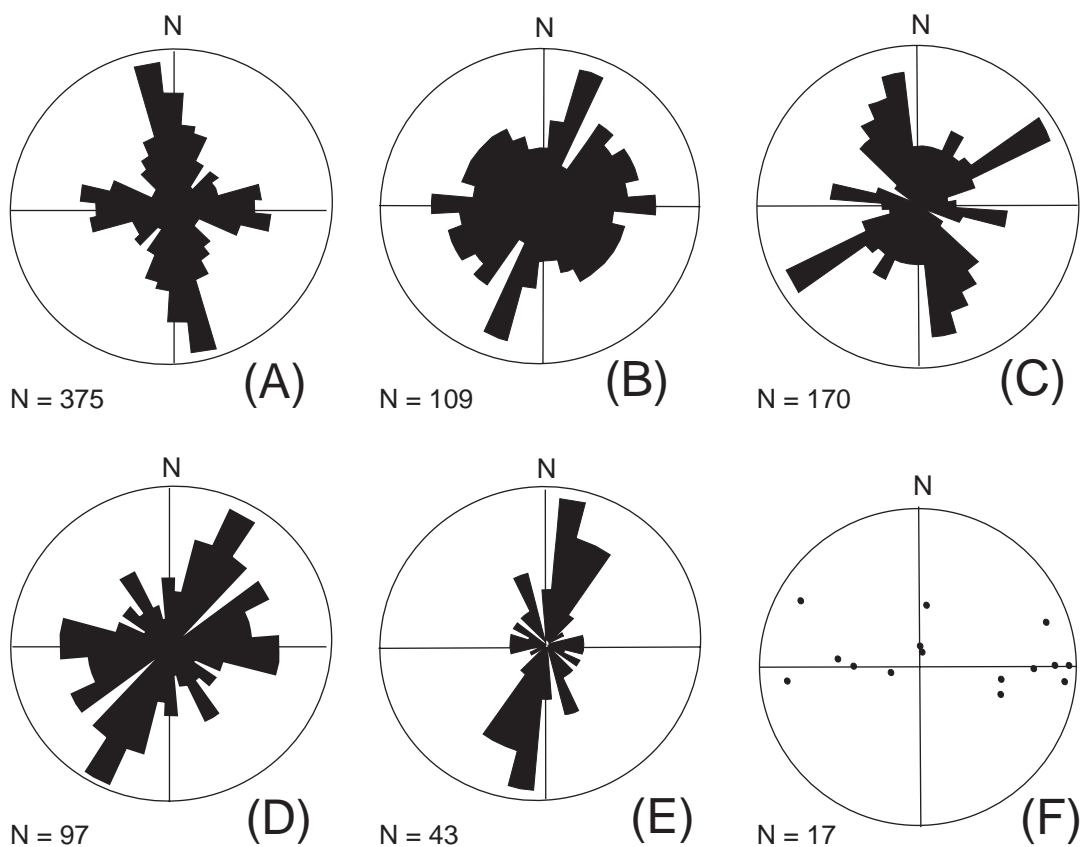 N N N
(A) (B) (C)
N = 375 N = 109 N = 170
N N N
(D) (E) (F)
N = 97 N = 43 N = 17